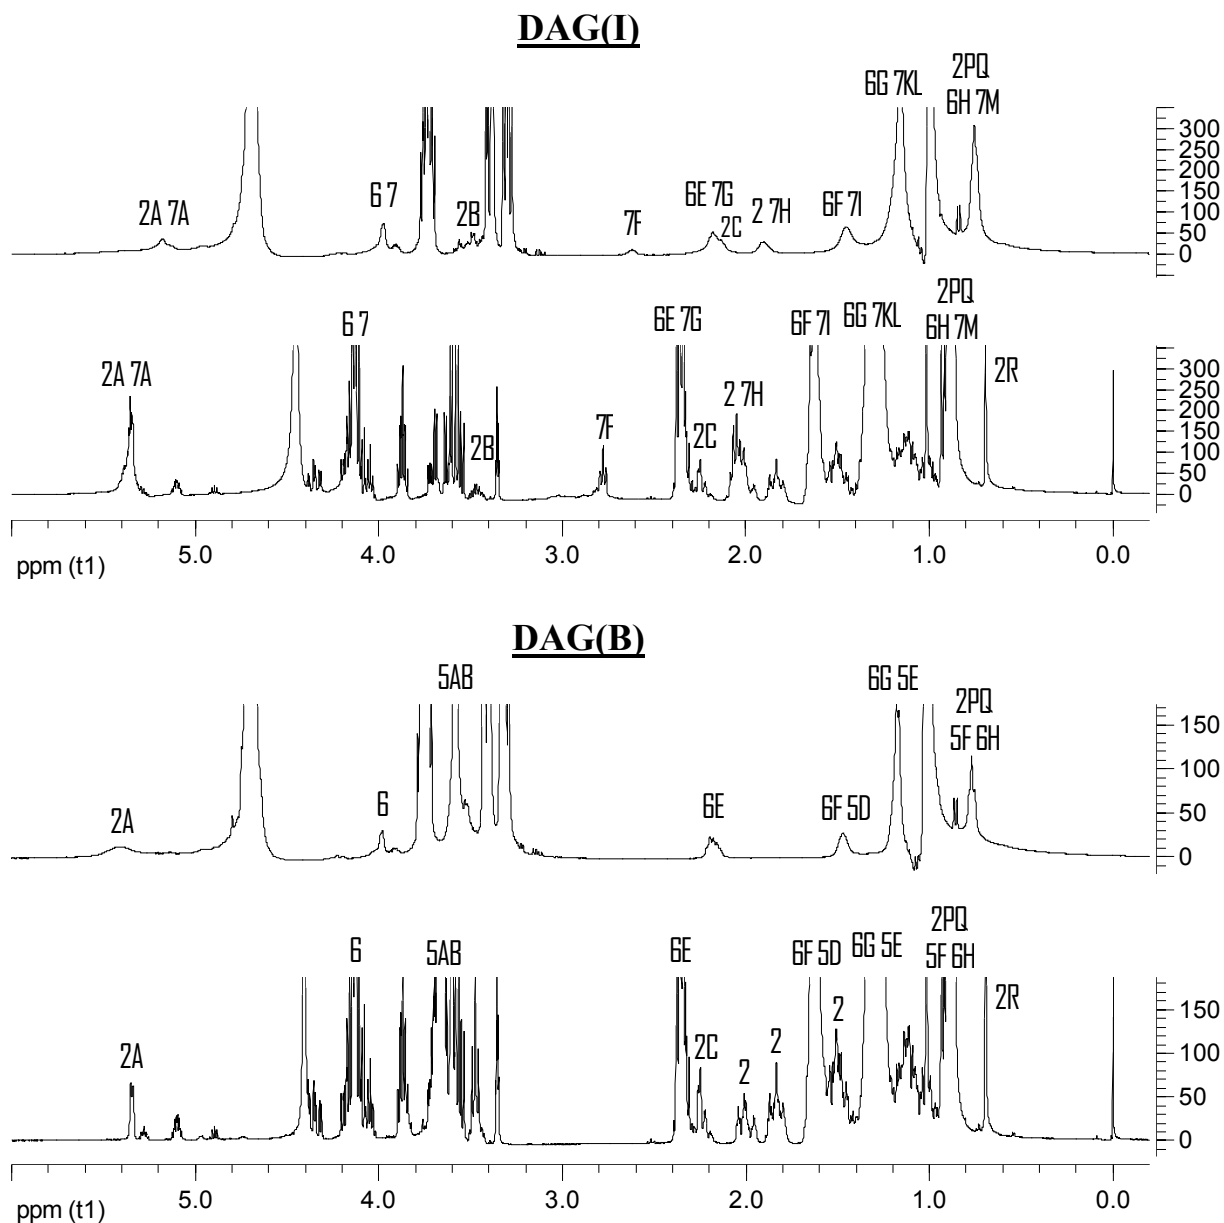 DAG(I)
2PQ
6G 7KL
6H 7M
6 7
6E 7G
2A 7A
2B
7F
2C
2 7H
6F 7I
300
250
200
150
100
50
0
2PQ
6 7
6E 7G
6F 7I
6G 7KL
6H 7M
2A 7A
2R
2 7H
7F
2B
2C
300
250
200
150
100
50
0
5.0 4.0 3.0 2.0 1.0 0.0
ppm (t1)
DAG(B)
5AB
6G 5E
2PQ
5F 6H
2A
6
6E
6F 5D
150
100
50
0
2PQ
6
5AB
6E
6F 5D
6G 5E
5F 6H
2R
2A
2C
2
2
2
150
100
50
0
5.0 4.0 3.0 2.0 1.0 0.0
ppm (t1)